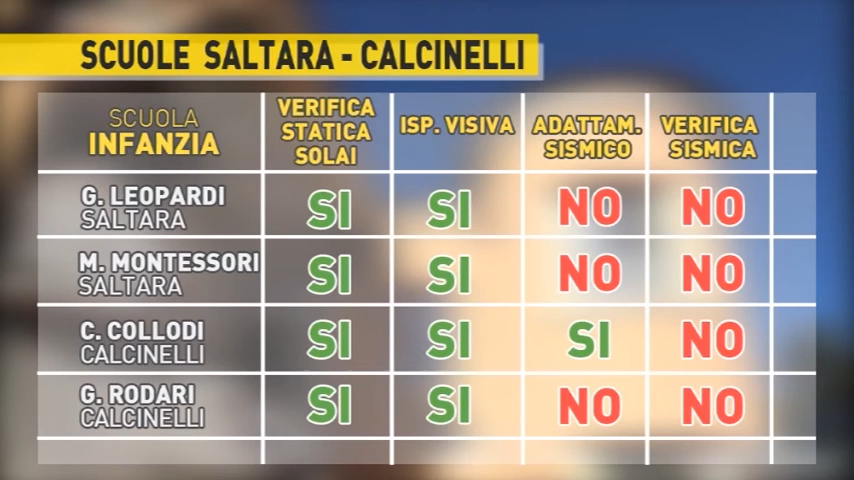 SCUOLE SALTARA - CALCINELLI
SCUOLA INFANZIA
VERIFICA STATICA SOLAI
ISP. VISIVA
ADATTAM. SISMICO
VERIFICA SISMICA
G. LEOPARDI SALTARA
SI SI NO NO
M. MONTESSORI SALTARA
SI SI NO NO
C. COLLODI CALCINELLI
SI SI SI NO
G. RODARI CALCINELLI
SI SI NO NO